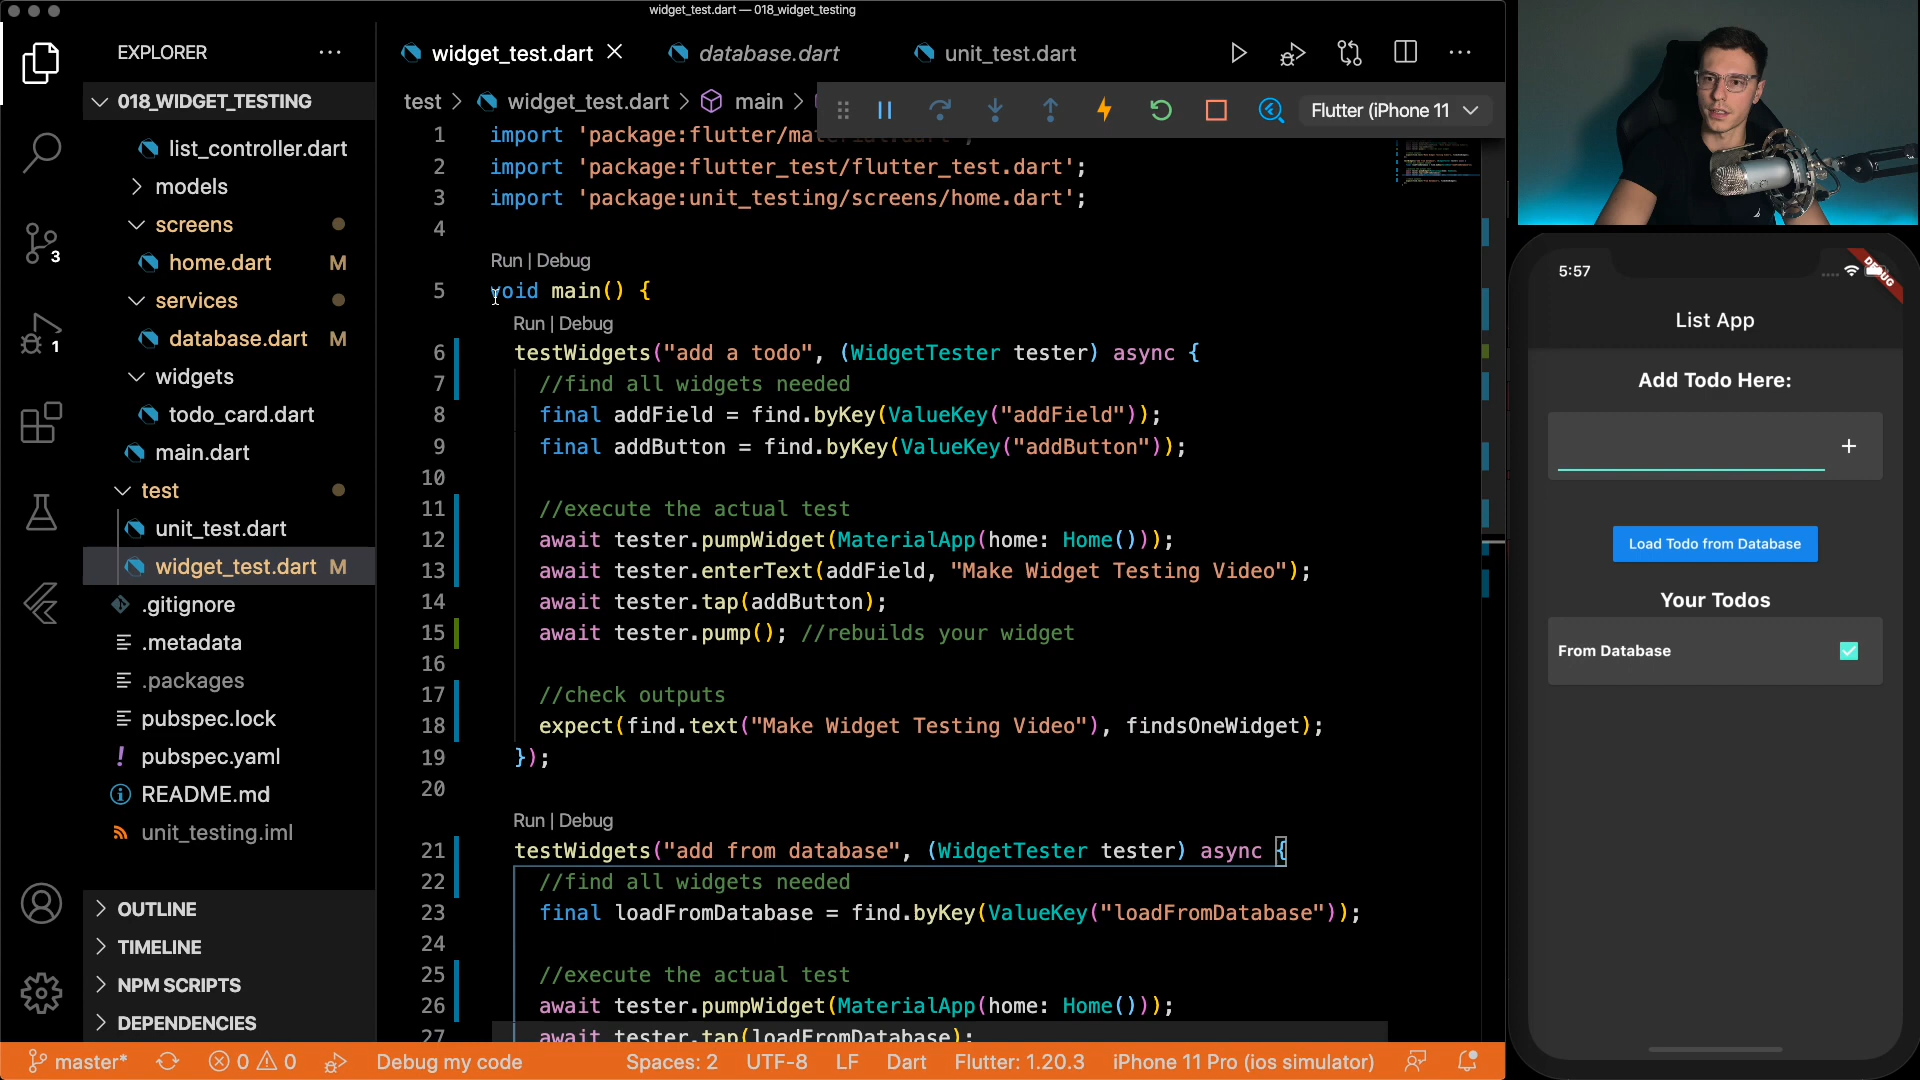 widget_test.dart — 018_widget_testing
EXPLORER
018_WIDGET_TESTING
list_controller.dart
models
screens
home.dart M
services
database.dart M
widgets
todo_card.dart
main.dart
test
unit_test.dart
widget_test.dart M
.gitignore
.metadata
.packages
pubspec.lock
! pubspec.yaml
README.md
unit_testing.iml
OUTLINE
TIMELINE
NPM SCRIPTS
DEPENDENCIES
3
1
widget_test.dart database.dart unit_test.dart
test > widget_test.dart > main >
Flutter (iPhone 11
1 import 'package:flutter/material.dart';
2 import 'package:flutter_test/flutter_test.dart';
3 import 'package:unit_testing/screens/home.dart';
4
Run | Debug
5 void main() {
Run | Debug
6 testWidgets("add a todo", (WidgetTester tester) async {
7 //find all widgets needed
8 final addField = find.byKey(ValueKey("addField"));
9 final addButton = find.byKey(ValueKey("addButton"));
10
11 //execute the actual test
12 await tester.pumpWidget(MaterialApp(home: Home()));
13 await tester.enterText(addField, "Make Widget Testing Video");
14 await tester.tap(addButton);
15 await tester.pump(); //rebuilds your widget
16
17 //check outputs
18 expect(find.text("Make Widget Testing Video"), findsOneWidget);
19 });
20
Run | Debug
21 testWidgets("add from database", (WidgetTester tester) async {
22 //find all widgets needed
23 final loadFromDatabase = find.byKey(ValueKey("loadFromDatabase"));
24
25 //execute the actual test
26 await tester.pumpWidget(MaterialApp(home: Home()));
27 await tester.tap(loadFromDatabase);
master* 0 0 Debug my code Spaces: 2 UTF-8 LF Dart Flutter: 1.20.3 iPhone 11 Pro (ios simulator)
5:57
DEBUG
List App
Add Todo Here:
+
Load Todo from Database
Your Todos
From Database